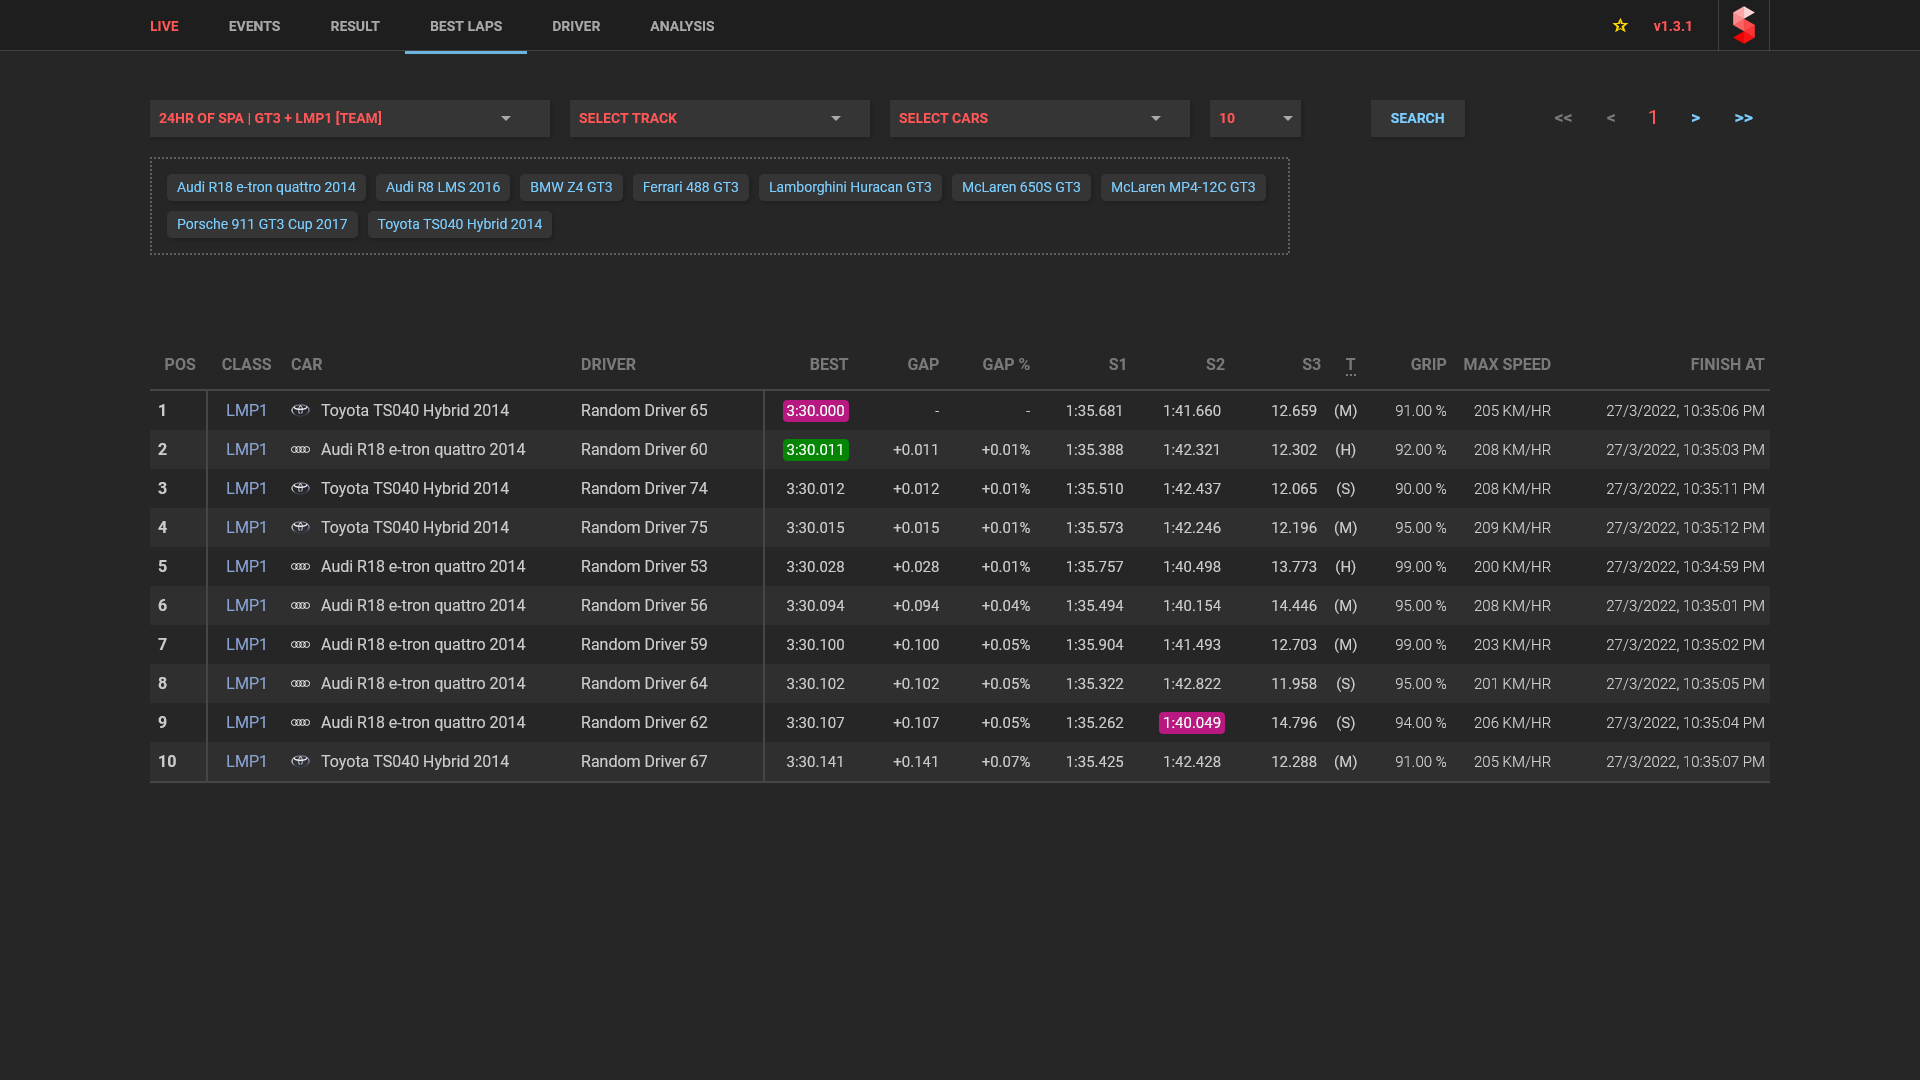 LIVE EVENTS RESULT BEST LAPS DRIVER ANALYSIS v1.3.1
24HR OF SPA | GT3 + LMP1 [TEAM] SELECT TRACK SELECT CARS 10 SEARCH << < 1 > >>
Audi R18 e-tron quattro 2014 Audi R8 LMS 2016 BMW Z4 GT3 Ferrari 488 GT3 Lamborghini Huracan GT3 McLaren 650S GT3 McLaren MP4-12C GT3
Porsche 911 GT3 Cup 2017 Toyota TS040 Hybrid 2014
POS CLASS CAR DRIVER BEST GAP GAP % S1 S2 S3 T GRIP MAX SPEED FINISH AT
1 LMP1 Toyota TS040 Hybrid 2014 Random Driver 65 3:30.000 - - 1:35.681 1:41.660 12.659 (M) 91.00 % 205 KM/HR 27/3/2022, 10:35:06 PM
2 LMP1 Audi R18 e-tron quattro 2014 Random Driver 60 3:30.011 +0.011 +0.01% 1:35.388 1:42.321 12.302 (H) 92.00 % 208 KM/HR 27/3/2022, 10:35:03 PM
3 LMP1 Toyota TS040 Hybrid 2014 Random Driver 74 3:30.012 +0.012 +0.01% 1:35.510 1:42.437 12.065 (S) 90.00 % 208 KM/HR 27/3/2022, 10:35:11 PM
4 LMP1 Toyota TS040 Hybrid 2014 Random Driver 75 3:30.015 +0.015 +0.01% 1:35.573 1:42.246 12.196 (M) 95.00 % 209 KM/HR 27/3/2022, 10:35:12 PM
5 LMP1 Audi R18 e-tron quattro 2014 Random Driver 53 3:30.028 +0.028 +0.01% 1:35.757 1:40.498 13.773 (H) 99.00 % 200 KM/HR 27/3/2022, 10:34:59 PM
6 LMP1 Audi R18 e-tron quattro 2014 Random Driver 56 3:30.094 +0.094 +0.04% 1:35.494 1:40.154 14.446 (M) 95.00 % 208 KM/HR 27/3/2022, 10:35:01 PM
7 LMP1 Audi R18 e-tron quattro 2014 Random Driver 59 3:30.100 +0.100 +0.05% 1:35.904 1:41.493 12.703 (M) 99.00 % 203 KM/HR 27/3/2022, 10:35:02 PM
8 LMP1 Audi R18 e-tron quattro 2014 Random Driver 64 3:30.102 +0.102 +0.05% 1:35.322 1:42.822 11.958 (S) 95.00 % 201 KM/HR 27/3/2022, 10:35:05 PM
9 LMP1 Audi R18 e-tron quattro 2014 Random Driver 62 3:30.107 +0.107 +0.05% 1:35.262 1:40.049 14.796 (S) 94.00 % 206 KM/HR 27/3/2022, 10:35:04 PM
10 LMP1 Toyota TS040 Hybrid 2014 Random Driver 67 3:30.141 +0.141 +0.07% 1:35.425 1:42.428 12.288 (M) 91.00 % 205 KM/HR 27/3/2022, 10:35:07 PM